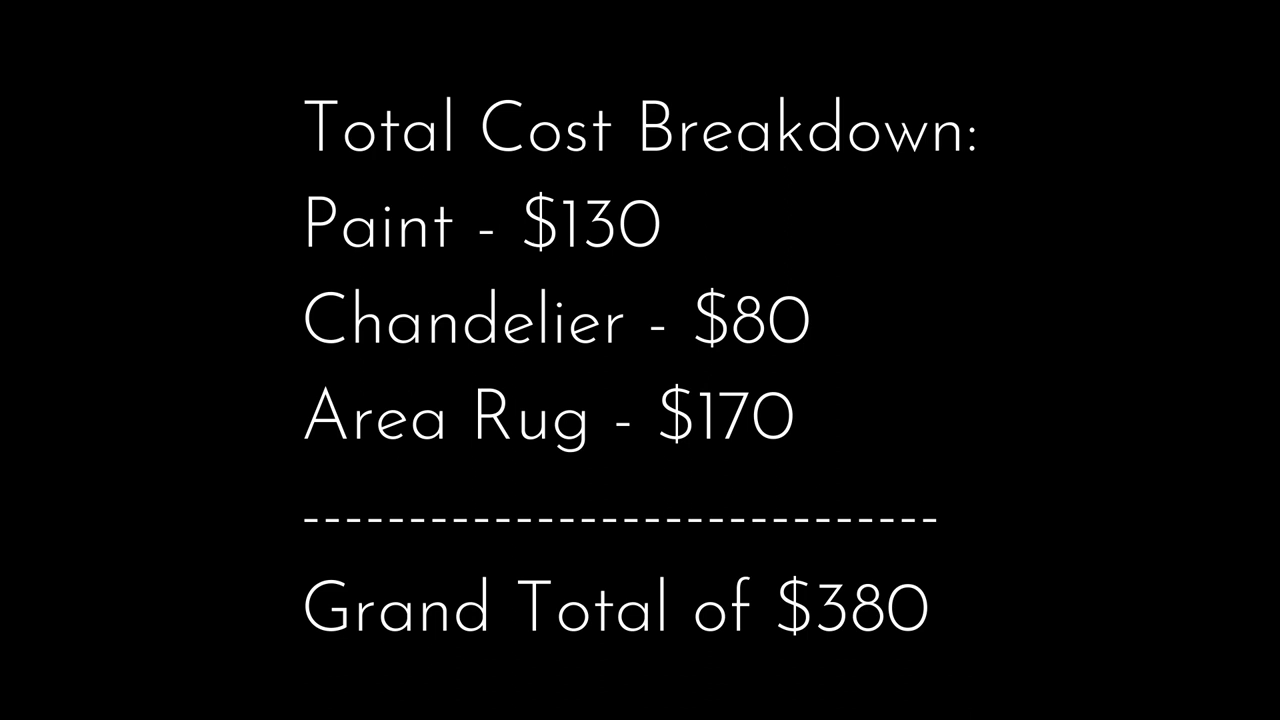 Total Cost Breakdown:
Paint - $130
Chandelier - $80
Area Rug - $170
------------------------------
Grand Total of $380